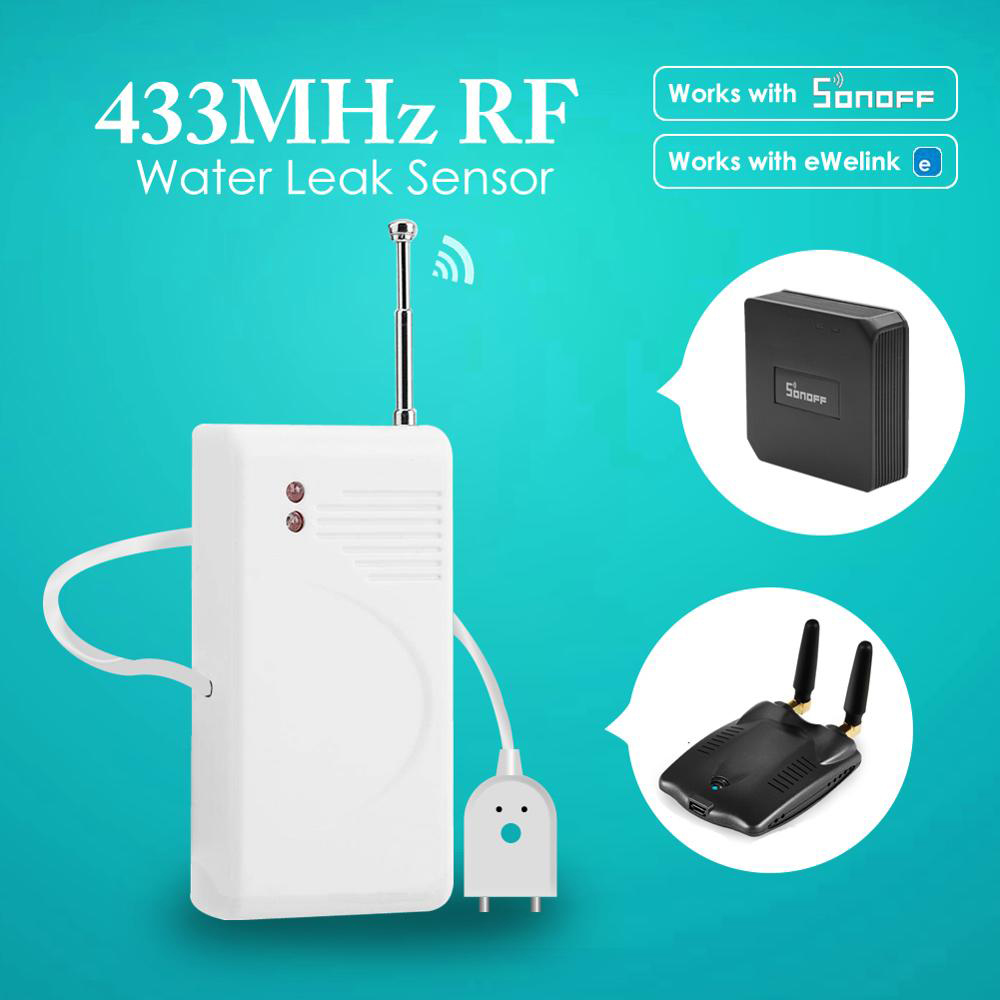 433MHz RF
Water Leak Sensor
Works with SONOFF
Works with eWelink e
SONOFF